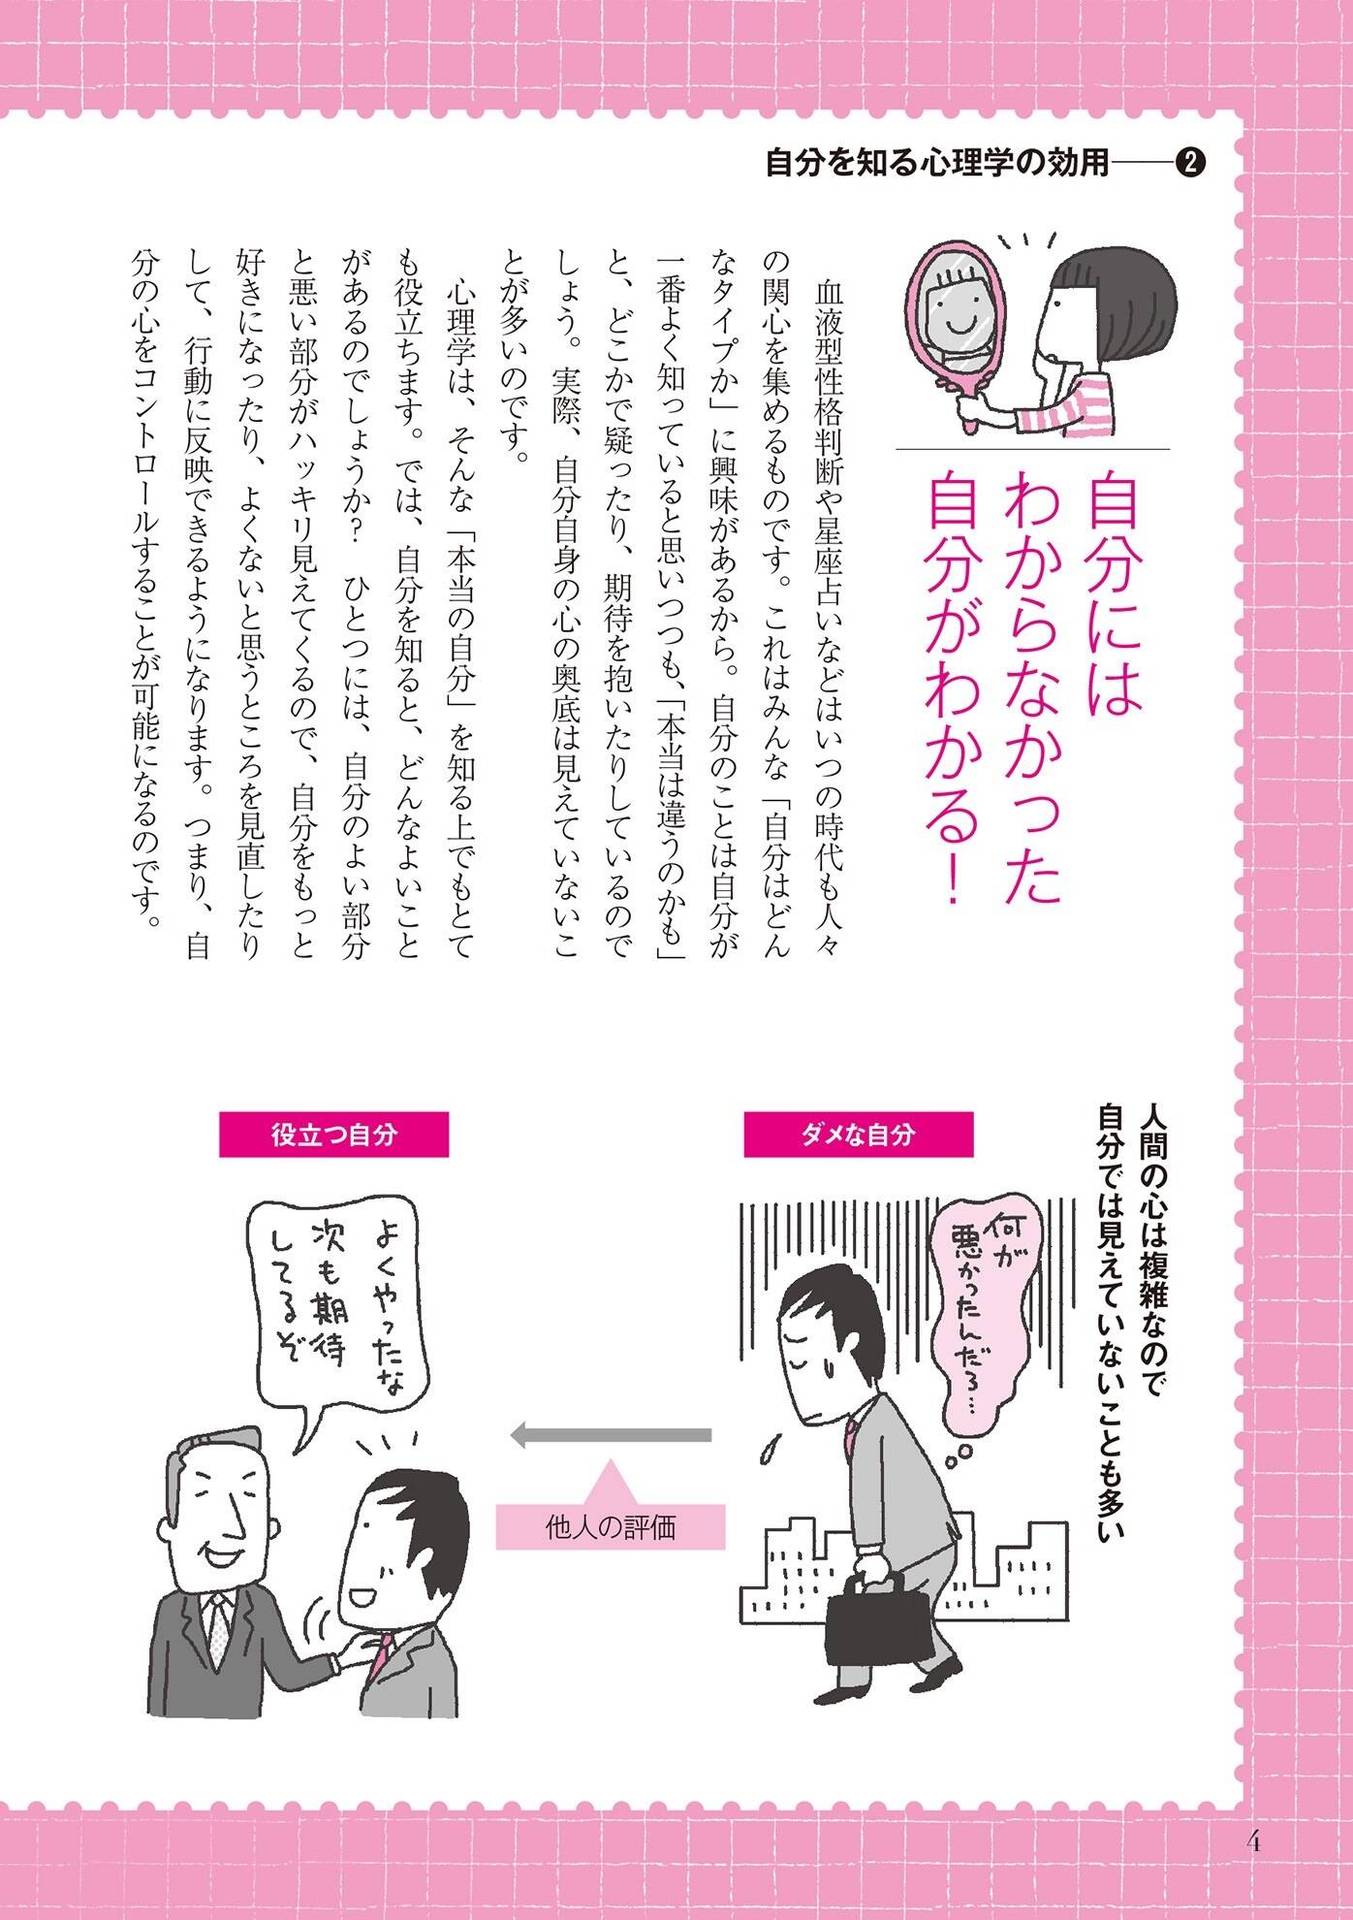 自分を知る心理学の効用――❷
自分には
わからなかった
自分がわかる！
血液型性格判断や星座占いなどはいつの時代も人々
の関心を集めるものです。これはみんな「自分はどん
なタイプか」に興味があるから。自分のことは自分が
一番よく知っていると思いつつも、「本当は違うのかも」
と、どこかで疑ったり、期待を抱いたりしているので
しょう。実際、自分自身の心の奥底は見えていないこ
とが多いのです。
心理学は、そんな「本当の自分」を知る上でもとて
も役立ちます。では、自分を知ると、どんなよいこと
があるのでしょうか？　ひとつには、自分のよい部分
と悪い部分がハッキリ見えてくるので、自分をもっと
好きになったり、よくないと思うところを見直したり
して、行動に反映できるようになります。つまり、自
分の心をコントロールすることが可能になるのです。
人間の心は複雑なので
自分では見えていないことも多い
ダメな自分
何が
悪かったんだろ…
他人の評価
役立つ自分
よくやったな
次も期待
してるぞ
4